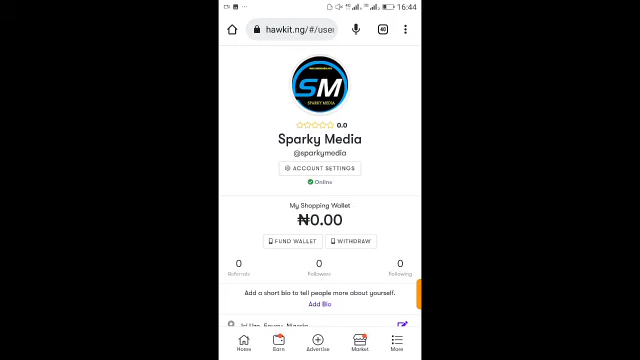 16:44
hawkit.ng/#/user
40
SM
SPARKY MEDIA
0.0
Sparky Media
@sparkymedia
ACCOUNT SETTINGS
Online
My Shopping Wallet
₦0.00
FUND WALLET
WITHDRAW
0
0
0
Referrals
Followers
Following
Add a short bio to tell people more about yourself.
Add Bio
Home
Earn
Advertise
Market
More